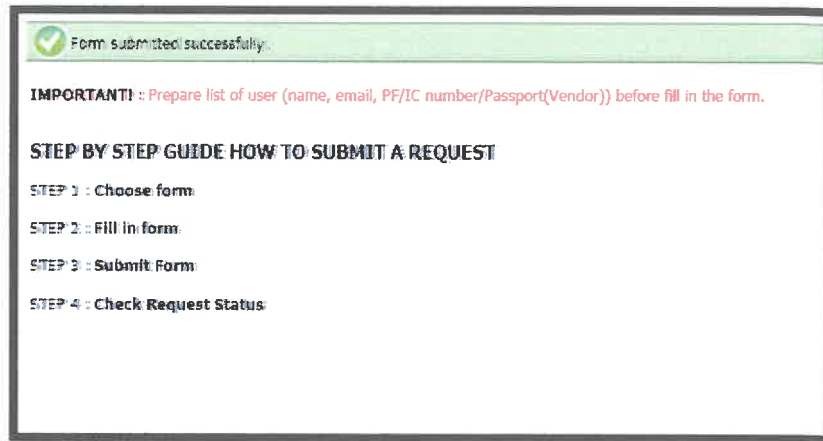 Form submitted successfully.
IMPORTANT! : Prepare list of user (name, email, PF/IC number/Passport(Vendor)) before fill in the form.
STEP BY STEP GUIDE HOW TO SUBMIT A REQUEST
STEP 1 : Choose form
STEP 2 : Fill in form
STEP 3 : Submit Form
STEP 4 : Check Request Status